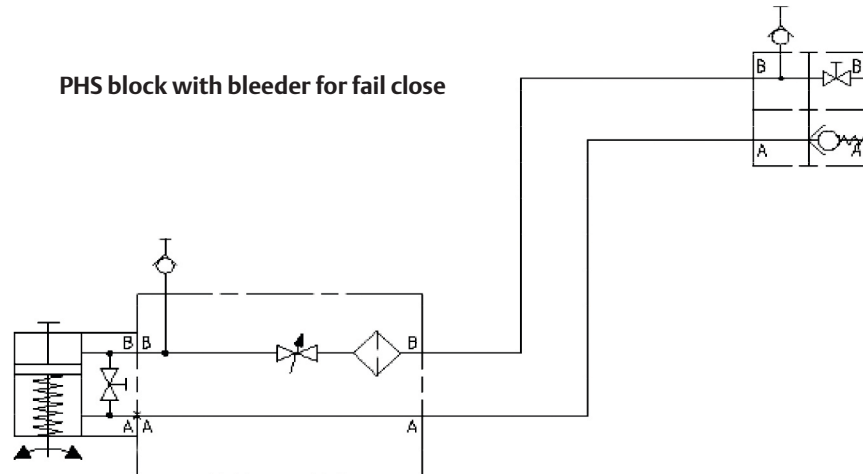 PHS block with bleeder for fail close
B B
A A
B B B
A A A